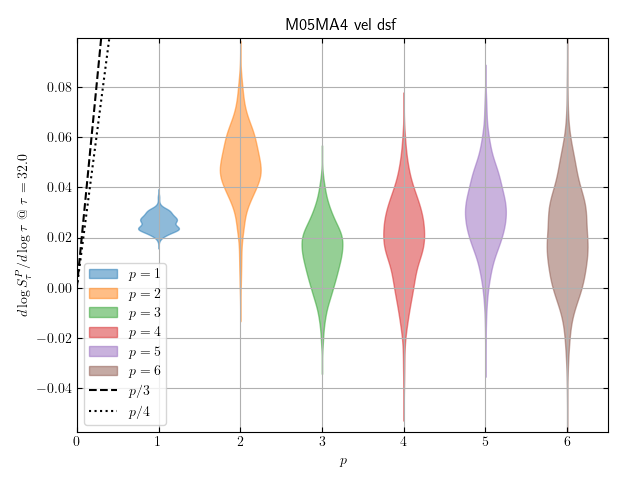 M05MA4 vel dsf
d log S_τ^P / d log τ @ τ = 32.0
0.08
0.06
0.04
0.02
0.00
−0.02
−0.04
p = 1
p = 2
p = 3
p = 4
p = 5
p = 6
p/3
p/4
0 1 2 3 4 5 6
p